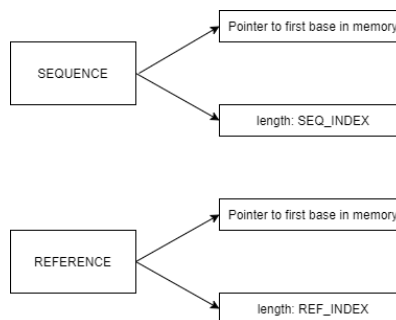 Pointer to first base in memory
SEQUENCE
length: SEQ_INDEX
Pointer to first base in memory
REFERENCE
length: REF_INDEX